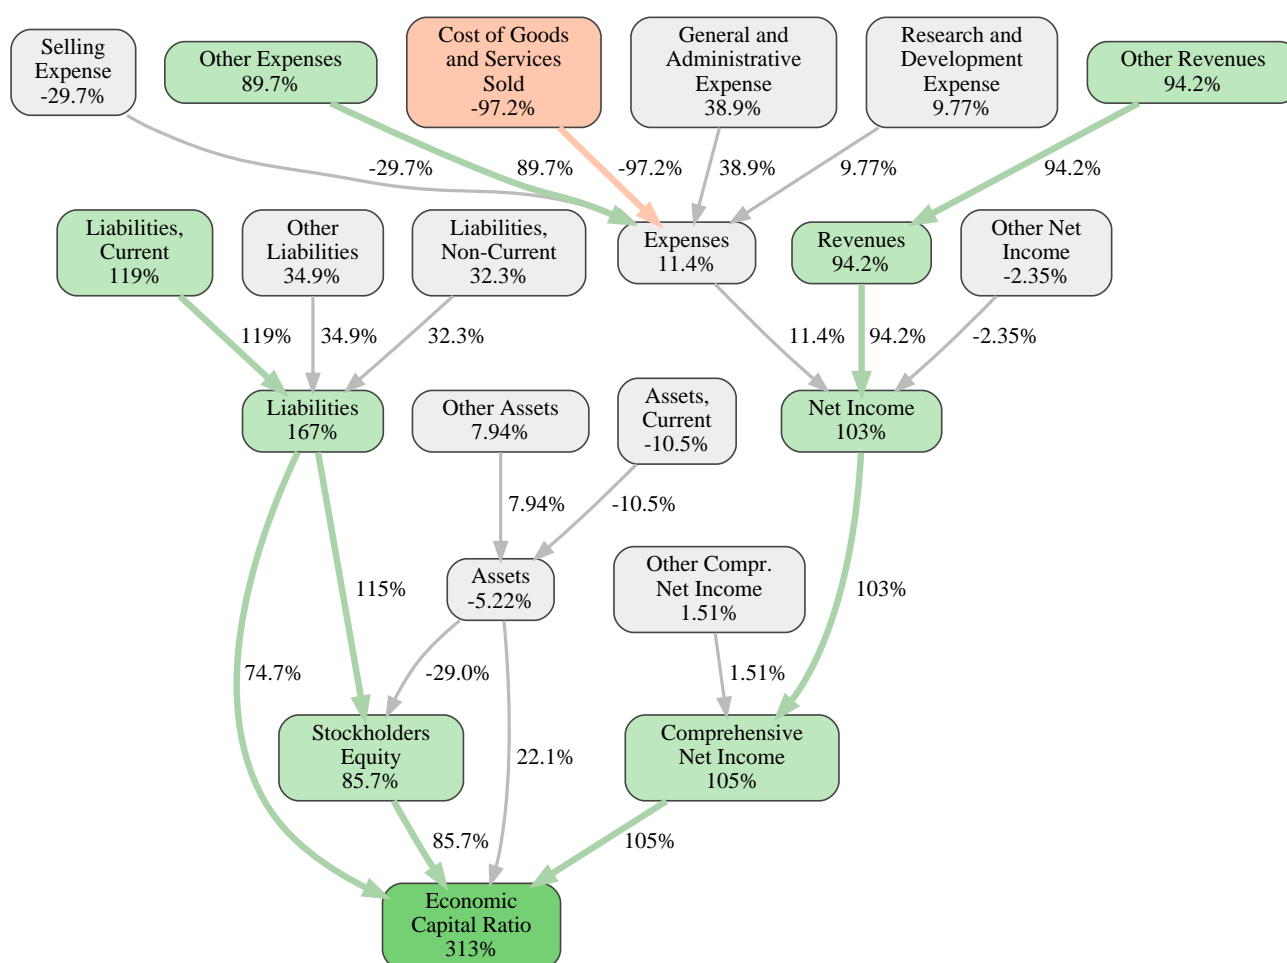 Selling
Expense
-29.7%
Other Expenses
89.7%
Cost of Goods
and Services
Sold
-97.2%
General and
Administrative
Expense
38.9%
Research and
Development
Expense
9.77%
Other Revenues
94.2%
-29.7%
89.7%
-97.2%
38.9%
9.77%
94.2%
Liabilities,
Current
119%
Other
Liabilities
34.9%
Liabilities,
Non-Current
32.3%
Expenses
11.4%
Revenues
94.2%
Other Net
Income
-2.35%
119%
34.9%
32.3%
11.4%
94.2%
-2.35%
Liabilities
167%
Other Assets
7.94%
Assets,
Current
-10.5%
Net Income
103%
7.94%
-10.5%
Assets
-5.22%
Other Compr.
Net Income
1.51%
115%
103%
74.7%
-29.0%
1.51%
Stockholders
Equity
85.7%
22.1%
Comprehensive
Net Income
105%
85.7%
105%
Economic
Capital Ratio
313%